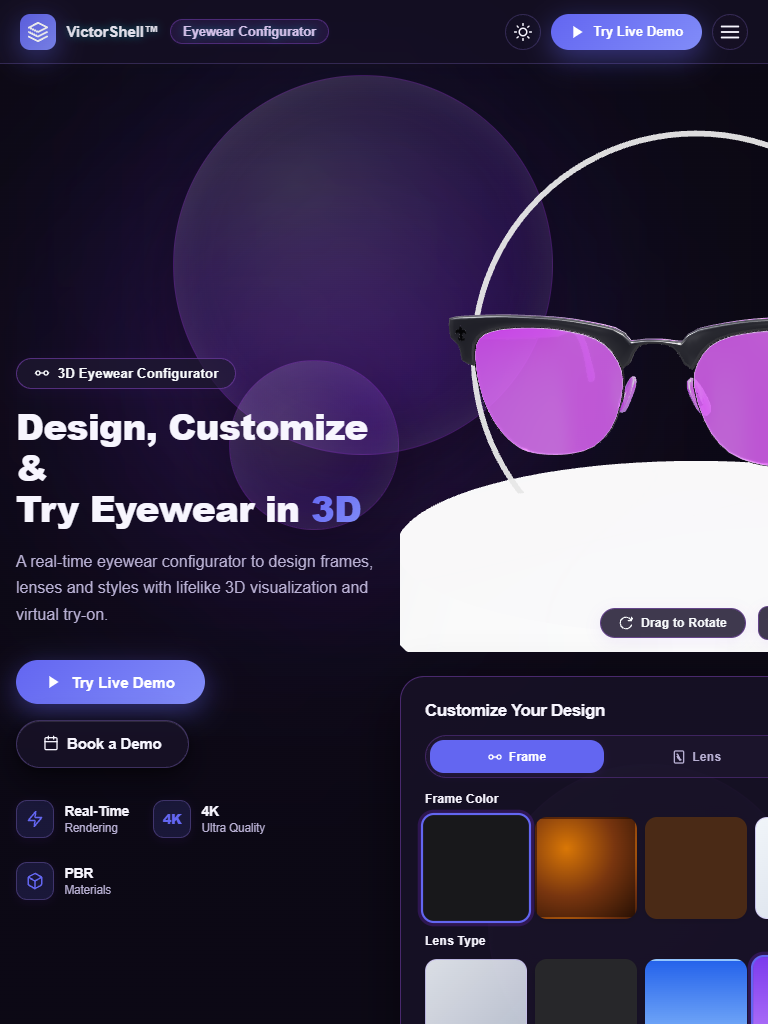 VictorShell™
Eyewear Configurator
Try Live Demo
3D Eyewear Configurator
Design, Customize
&
Try Eyewear in 3D
A real-time eyewear configurator to design frames,
lenses and styles with lifelike 3D visualization and
virtual try-on.
Try Live Demo
Book a Demo
Real-Time
Rendering
4K
4K
Ultra Quality
PBR
Materials
Drag to Rotate
Customize Your Design
Frame
Lens
Frame Color
Lens Type